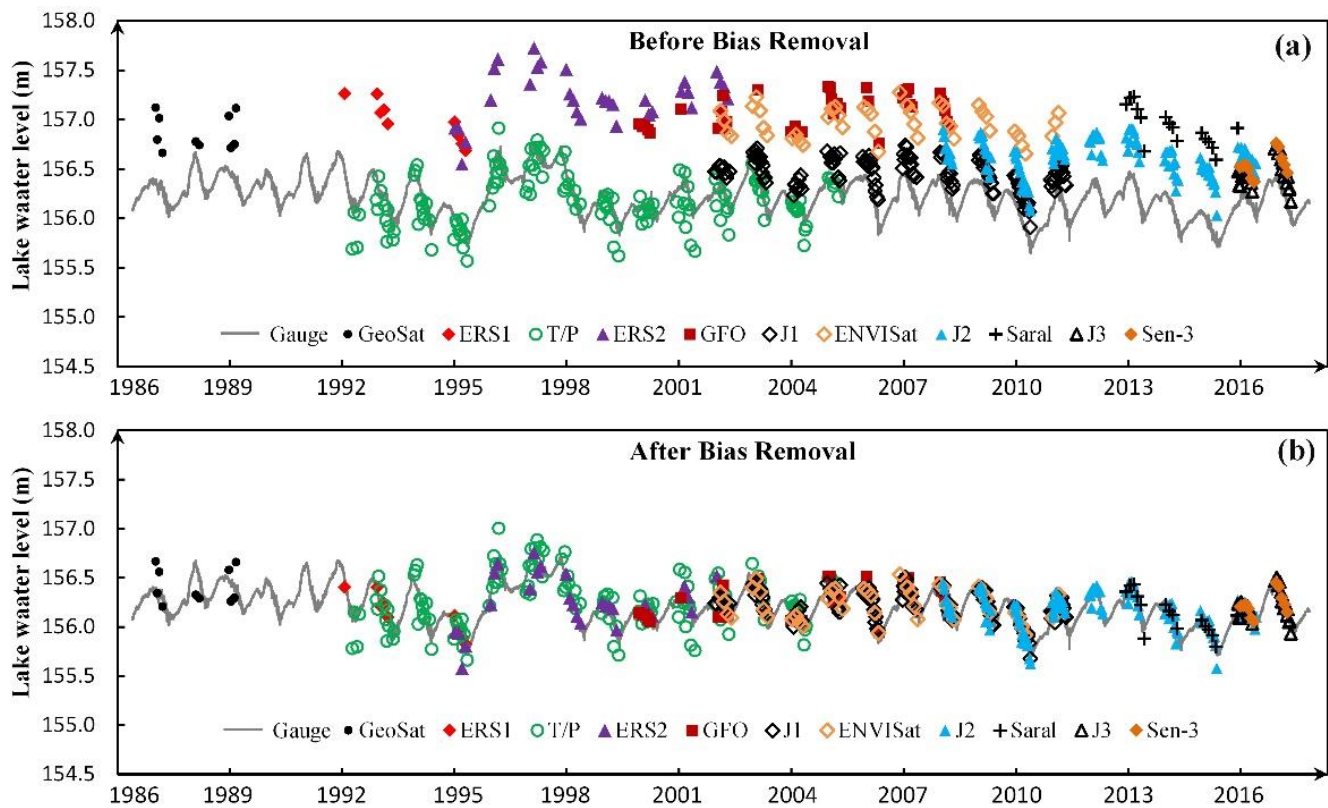 Before Bias Removal
(a)
Lake waater level (m)
158.0
157.5
157.0
156.5
156.0
155.5
155.0
154.5
Gauge GeoSat ERS1 T/P ERS2 GFO J1 ENVISat J2 Saral J3 Sen-3
1986 1989 1992 1995 1998 2001 2004 2007 2010 2013 2016
After Bias Removal
(b)
Lake waater level (m)
158.0
157.5
157.0
156.5
156.0
155.5
155.0
154.5
Gauge GeoSat ERS1 T/P ERS2 GFO J1 ENVISat J2 Saral J3 Sen-3
1986 1989 1992 1995 1998 2001 2004 2007 2010 2013 2016